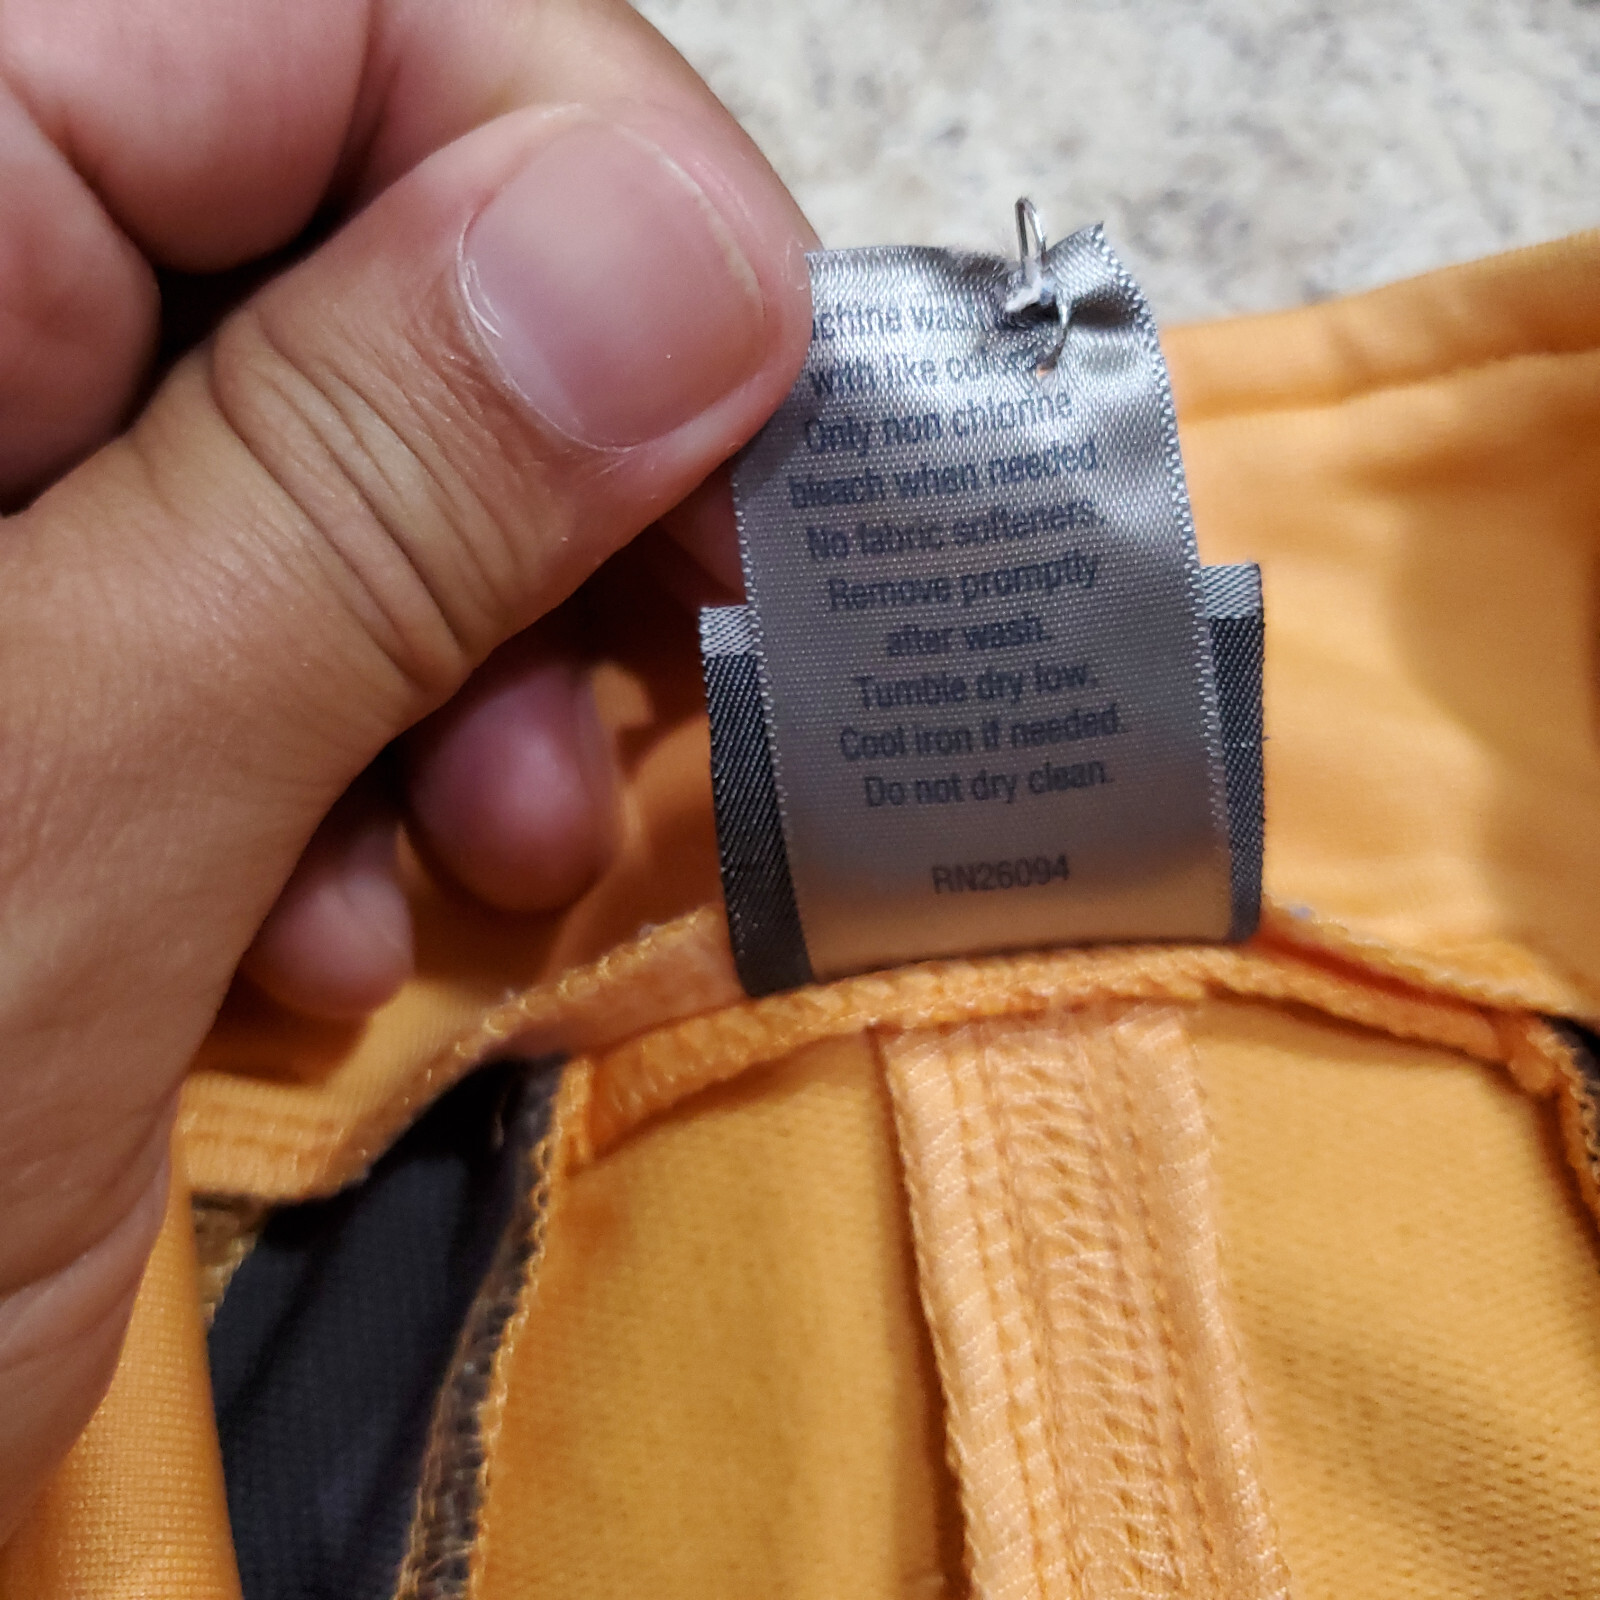 with like colors
Only non chlorine
bleach when needed
No fabric softeners.
Remove promptly
after wash.
Tumble dry low.
Cool iron if needed.
Do not dry clean.
RN26094